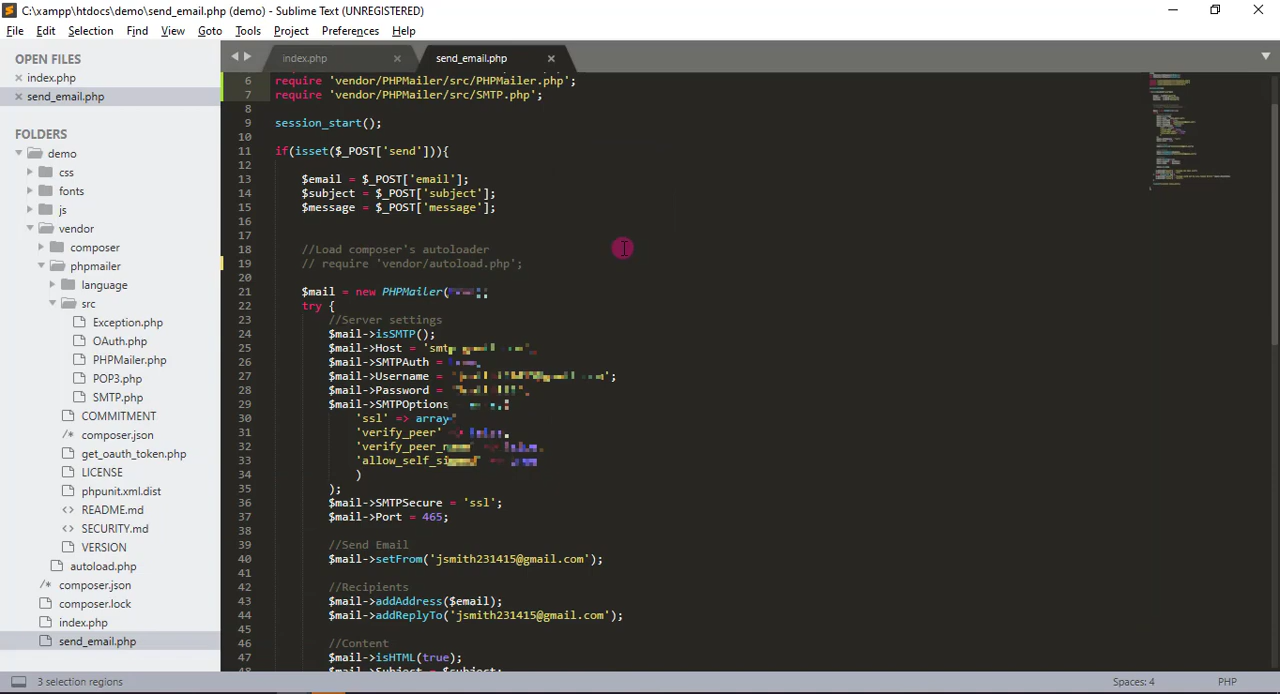 C:\xampp\htdocs\demo\send_email.php (demo) - Sublime Text (UNREGISTERED)
File Edit Selection View Goto Tools Project Preferences Help
Find
OPEN FILES
index.php
send_email.php
FOLDERS
demo
css
fonts
js
vendor
composer
phpmailer
language
src
Exception.php
OAuth.php
PHPMailer.php
POP3.php
SMTP.php
COMMITMENT
composer.json
get_oauth_token.php
LICENSE
phpunit.xml.dist
README.md
SECURITY.md
VERSION
autoload.php
composer.json
composer.lock
index.php
send_email.php
index.php send_email.php
6 require 'vendor/PHPMailer/src/PHPMailer.php';
7 require 'vendor/PHPMailer/src/SMTP.php';
8
9 session_start();
10
11 if(isset($_POST['send'])){
12
13 $email = $_POST['email'];
14 $subject = $_POST['subject'];
15 $message = $_POST['message'];
16
17
18 //Load composer's autoloader
19 // require 'vendor/autoload.php';
20
21 $mail = new PHPMailer(
22 try {
23 //Server settings
24 $mail->isSMTP();
25 $mail->Host =
26 $mail->SMTPAuth =
27 $mail->Username = ';
28 $mail->Password =
29 $mail->SMTPOptions
30 'ssl' => array
31 'verify_peer'
32
33
34 )
35 );
36 $mail->SMTPSecure = 'ssl';
37 $mail->Port = 465;
38
39 //Send Email
40 $mail->setFrom('jsmith231415@gmail.com');
41
42 //Recipients
43 $mail->addAddress($email);
44 $mail->addReplyTo('jsmith231415@gmail.com');
45
46 //Content
47 $mail->isHTML(true);
48 $mail->Subject = $subject;
3 selection regions Spaces: 4 PHP